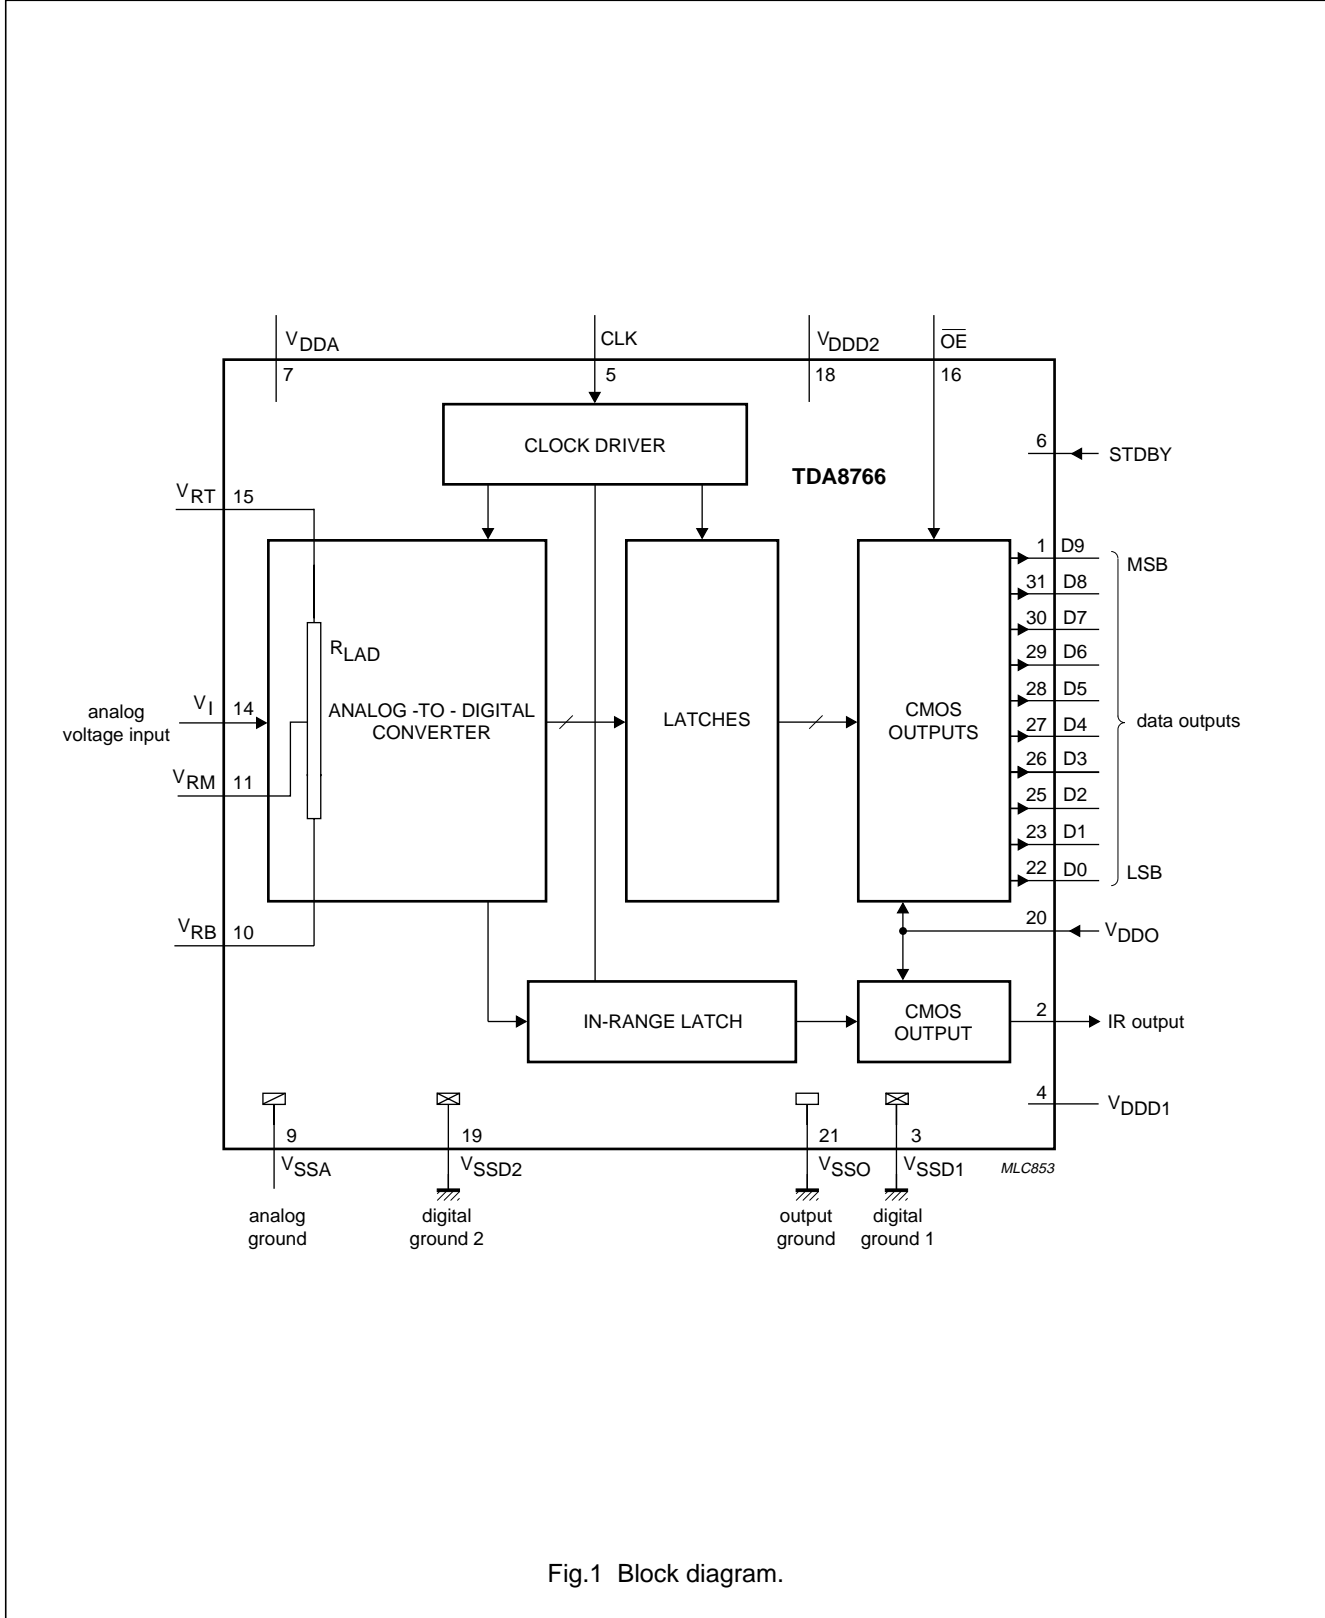 VDDA
CLK
VDDD2
OE
7
5
18
16
CLOCK DRIVER
6
STDBY
TDA8766
VRT
15
1
D9
MSB
31
D8
30
D7
RLAD
29
D6
28
D5
analog
voltage input
VI
14
ANALOG -TO - DIGITAL
CONVERTER
LATCHES
CMOS
OUTPUTS
data outputs
27
D4
26
D3
VRM
11
25
D2
23
D1
22
D0
LSB
VRB
10
20
VDDO
IN-RANGE LATCH
CMOS
OUTPUT
2
IR output
4
VDDD1
9
19
21
3
VSSA
VSSD2
VSSO
VSSD1
MLC853
analog
ground
digital
ground 2
output
ground
digital
ground 1
Fig.1 Block diagram.